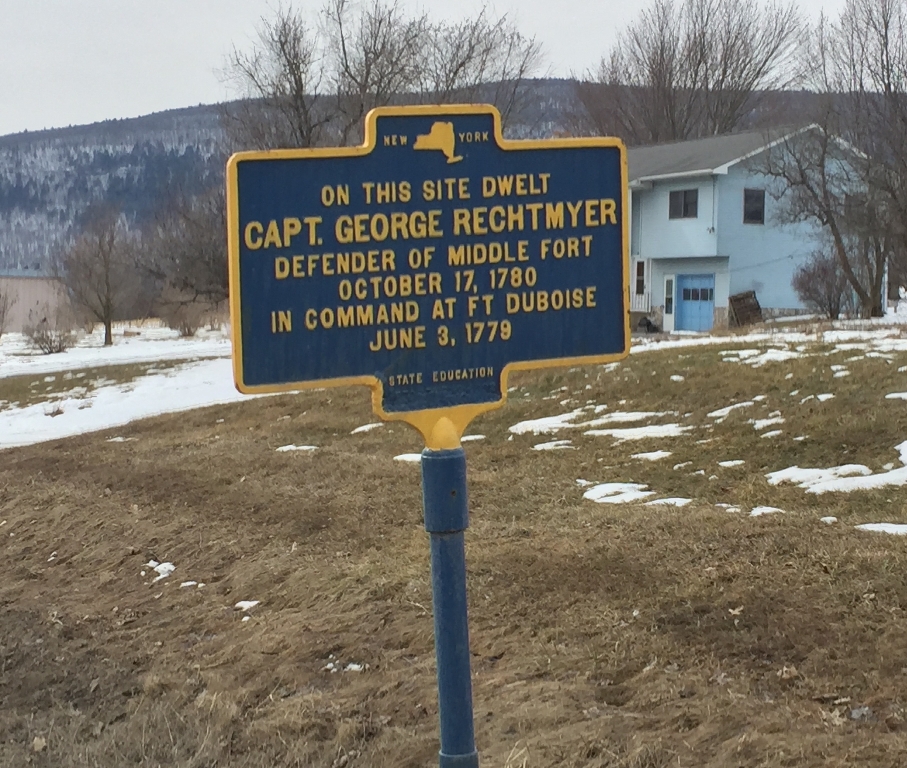 NEW YORK
ON THIS SITE DWELT
CAPT. GEORGE RECHTMYER
DEFENDER OF MIDDLE FORT
OCTOBER 17, 1780
IN COMMAND AT FT DUBOISE
JUNE 3, 1779
STATE EDUCATION